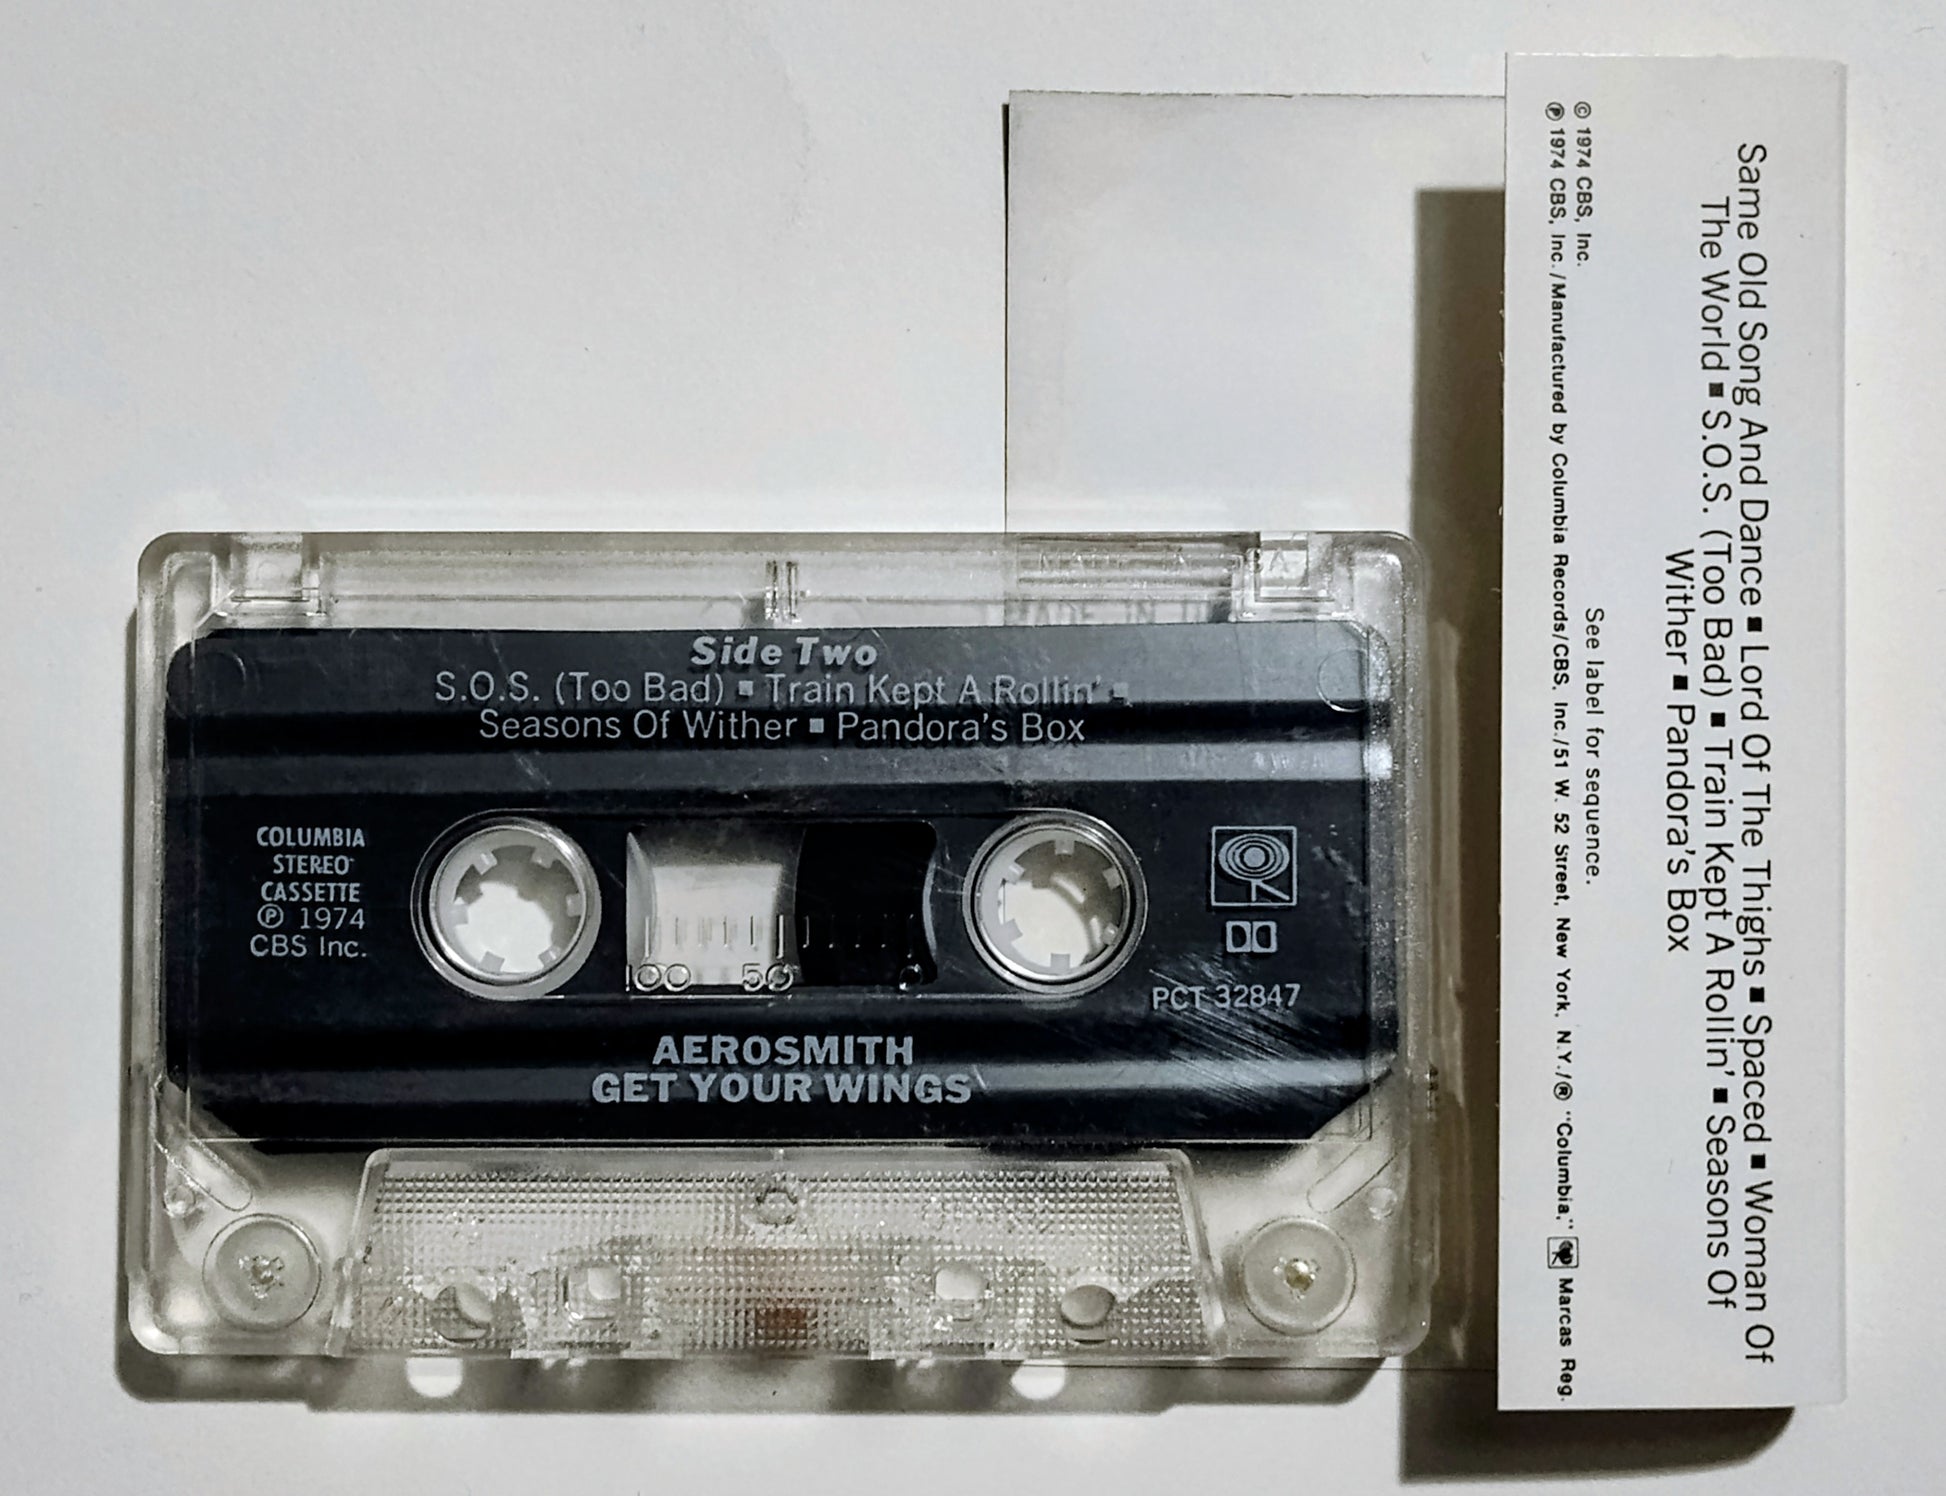 Side Two
S.O.S. (Too Bad) ■ Train Kept A Rollin' ■
Seasons Of Wither ■ Pandora's Box
COLUMBIA
STEREO
CASSETTE
℗ 1974
CBS Inc.
100 50 0
PCT 32847
AEROSMITH
GET YOUR WINGS
Same Old Song And Dance ■ Lord Of The Thighs ■ Spaced ■ Woman Of
The World ■ S.O.S. (Too Bad) ■ Train Kept A Rollin' ■ Seasons Of
Wither ■ Pandora's Box
See label for sequence.
© 1974 CBS, Inc.
℗ 1974 CBS, Inc./Manufactured by Columbia Records/CBS, Inc./51 W. 52 Street, New York, N.Y./® "Columbia," Marcas Reg.